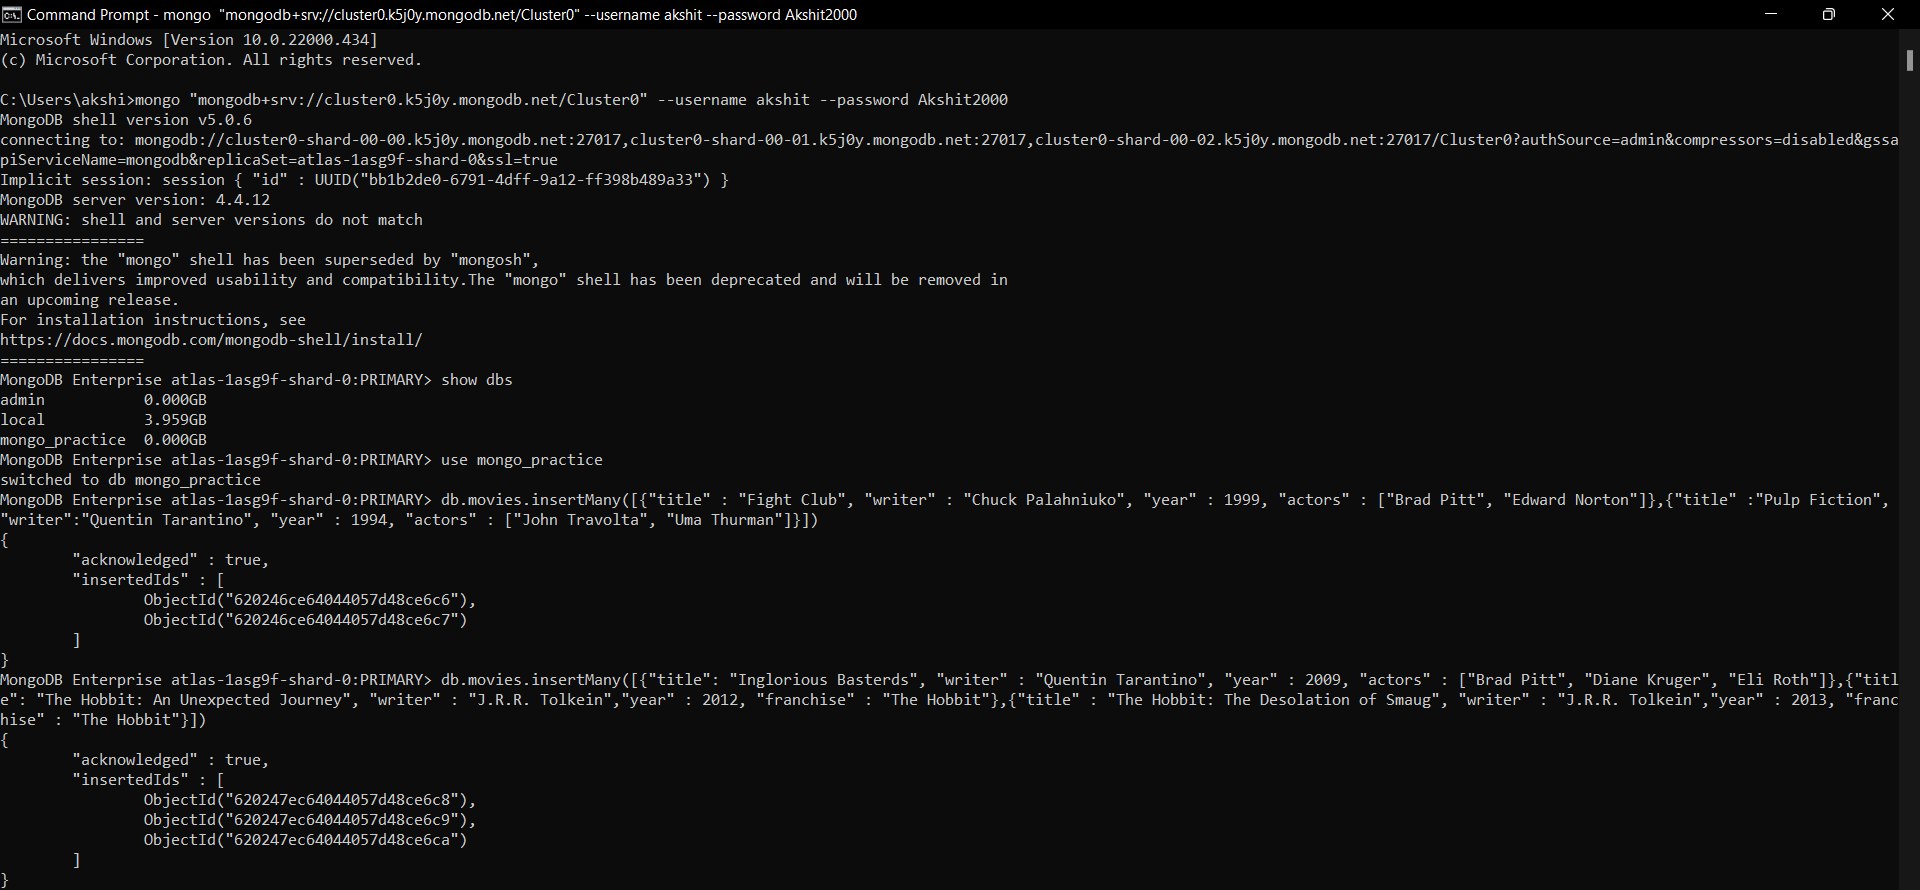 Command Prompt - mongo  "mongodb+srv://cluster0.k5j0y.mongodb.net/Cluster0" --username akshit --password Akshit2000
Microsoft Windows [Version 10.0.22000.434]
(c) Microsoft Corporation. All rights reserved.
C:\Users\akshi>mongo "mongodb+srv://cluster0.k5j0y.mongodb.net/Cluster0" --username akshit --password Akshit2000
MongoDB shell version v5.0.6
connecting to: mongodb://cluster0-shard-00-00.k5j0y.mongodb.net:27017,cluster0-shard-00-01.k5j0y.mongodb.net:27017,cluster0-shard-00-02.k5j0y.mongodb.net:27017/Cluster0?authSource=admin&compressors=disabled&gssa
piServiceName=mongodb&replicaSet=atlas-1asg9f-shard-0&ssl=true
Implicit session: session { "id" : UUID("bb1b2de0-6791-4dff-9a12-ff398b489a33") }
MongoDB server version: 4.4.12
WARNING: shell and server versions do not match
================
Warning: the "mongo" shell has been superseded by "mongosh",
which delivers improved usability and compatibility.The "mongo" shell has been deprecated and will be removed in
an upcoming release.
For installation instructions, see
https://docs.mongodb.com/mongodb-shell/install/
================
MongoDB Enterprise atlas-1asg9f-shard-0:PRIMARY> show dbs
admin           0.000GB
local           3.959GB
mongo_practice  0.000GB
MongoDB Enterprise atlas-1asg9f-shard-0:PRIMARY> use mongo_practice
switched to db mongo_practice
MongoDB Enterprise atlas-1asg9f-shard-0:PRIMARY> db.movies.insertMany([{"title" : "Fight Club", "writer" : "Chuck Palahniuko", "year" : 1999, "actors" : ["Brad Pitt", "Edward Norton"]},{"title" :"Pulp Fiction",
"writer":"Quentin Tarantino", "year" : 1994, "actors" : ["John Travolta", "Uma Thurman"]}])
{
        "acknowledged" : true,
        "insertedIds" : [
                ObjectId("620246ce64044057d48ce6c6"),
                ObjectId("620246ce64044057d48ce6c7")
        ]
}
MongoDB Enterprise atlas-1asg9f-shard-0:PRIMARY> db.movies.insertMany([{"title": "Inglorious Basterds", "writer" : "Quentin Tarantino", "year" : 2009, "actors" : ["Brad Pitt", "Diane Kruger", "Eli Roth"]},{"titl
e": "The Hobbit: An Unexpected Journey", "writer" : "J.R.R. Tolkein","year" : 2012, "franchise" : "The Hobbit"},{"title" : "The Hobbit: The Desolation of Smaug", "writer" : "J.R.R. Tolkein","year" : 2013, "franc
hise" : "The Hobbit"}])
{
        "acknowledged" : true,
        "insertedIds" : [
                ObjectId("620247ec64044057d48ce6c8"),
                ObjectId("620247ec64044057d48ce6c9"),
                ObjectId("620247ec64044057d48ce6ca")
        ]
}